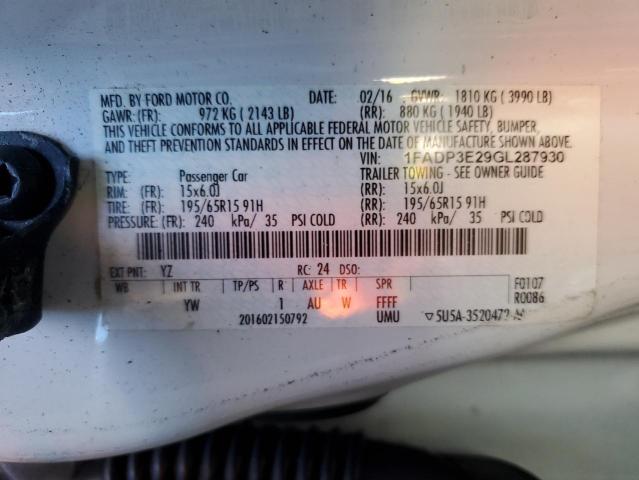 MFD. BY FORD MOTOR CO. DATE: 02/16 GVWR: 1810 KG ( 3990 LB)
GAWR: (FR): 972 KG ( 2143 LB) (RR): 880 KG ( 1940 LB)
THIS VEHICLE CONFORMS TO ALL APPLICABLE FEDERAL MOTOR VEHICLE SAFETY, BUMPER,
AND THEFT PREVENTION STANDARDS IN EFFECT ON THE DATE OF MANUFACTURE SHOWN ABOVE.
VIN: 1FADP3E29GL287930
TYPE: Passenger Car TRAILER TOWING – SEE OWNER GUIDE
RIM: (FR): 15x6.0J (RR): 15x6.0J
TIRE: (FR): 195/65R15 91H (RR): 195/65R15 91H
PRESSURE: (FR): 240 kPa/ 35 PSI COLD (RR): 240 kPa/ 35 PSI COLD
EXT PNT: YZ RC: 24 DSO:
WB INT TR TP/PS R AXLE TR SPR F0107
YW 1 AU W FFFF R0086
201602150792 UMU ▽5U5A-3520472-